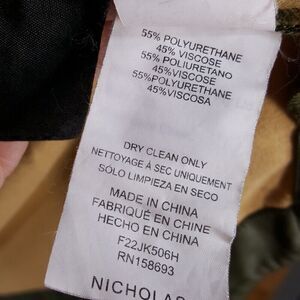 55% POLYURETHANE
45% VISCOSE
55% POLIURETANO
45%VISCOSE
55%POLYURETHANE
45%VISCOSA
DRY CLEAN ONLY
NETTOYAGE À SEC UNIQUEMENT
SÓLO LIMPIEZA EN SECO
MADE IN CHINA
FABRIQUÉ EN CHINE
HECHO EN CHINA
F22JK506H
RN158693